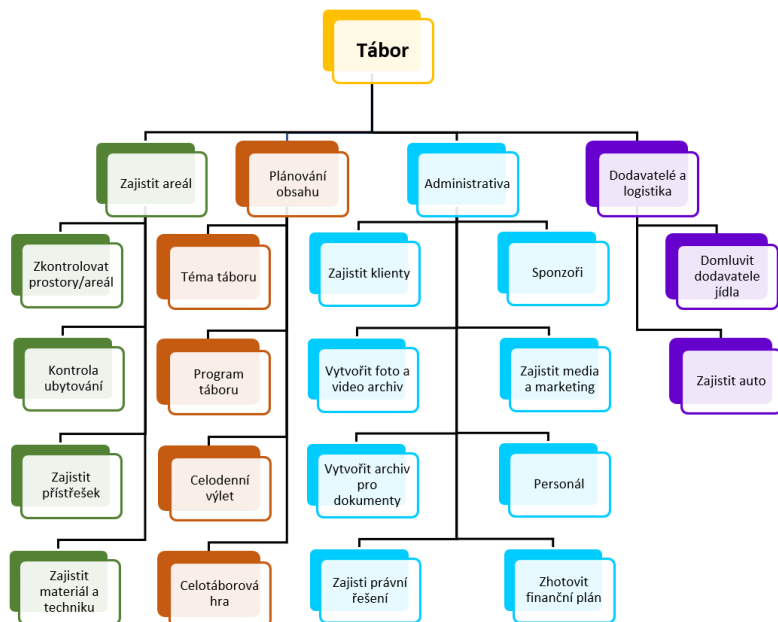 Tábor
Zajistit areál
Plánování
obsahu
Administrativa
Dodavatelé a
logistika
Zkontrolovat
prostory/areál
Téma táboru
Zajistit klienty
Sponzoři
Domluvit
dodavatele
jídla
Kontrola
ubytování
Program
táboru
Vytvořit foto a
video archiv
Zajistit media
a marketing
Zajistit auto
Zajistit
přístřešek
Celodenní
výlet
Vytvořit archiv
pro
dokumenty
Personál
Zajistit
materiál a
techniku
Celotáborová
hra
Zajisti právní
řešení
Zhotovit
finanční plán